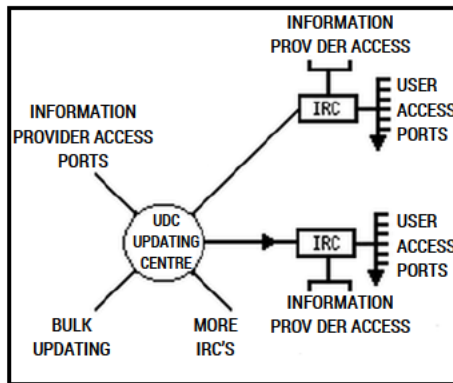 INFORMATION
PROV DER ACCESS
IRC
USER
ACCESS
PORTS
INFORMATION
PROVIDER ACCESS
PORTS
UDC
UPDATING
CENTRE
IRC
USER
ACCESS
PORTS
INFORMATION
PROV DER ACCESS
BULK
UPDATING
MORE
IRC'S